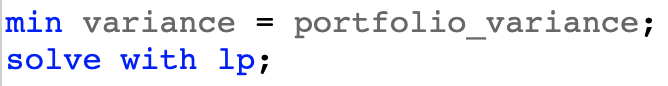 min variance = portfolio_variance;
solve with lp;